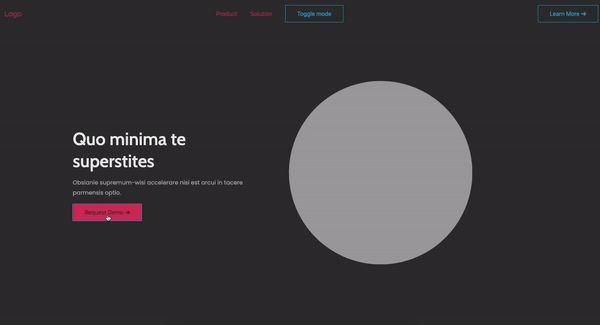 Logo
Product
Solution
Toggle mode
Learn More →
Quo minima te
superstites
Obsianie supremum-wisi accelerare nisi est arcui in tacere
parmensis optio.
Request Demo →